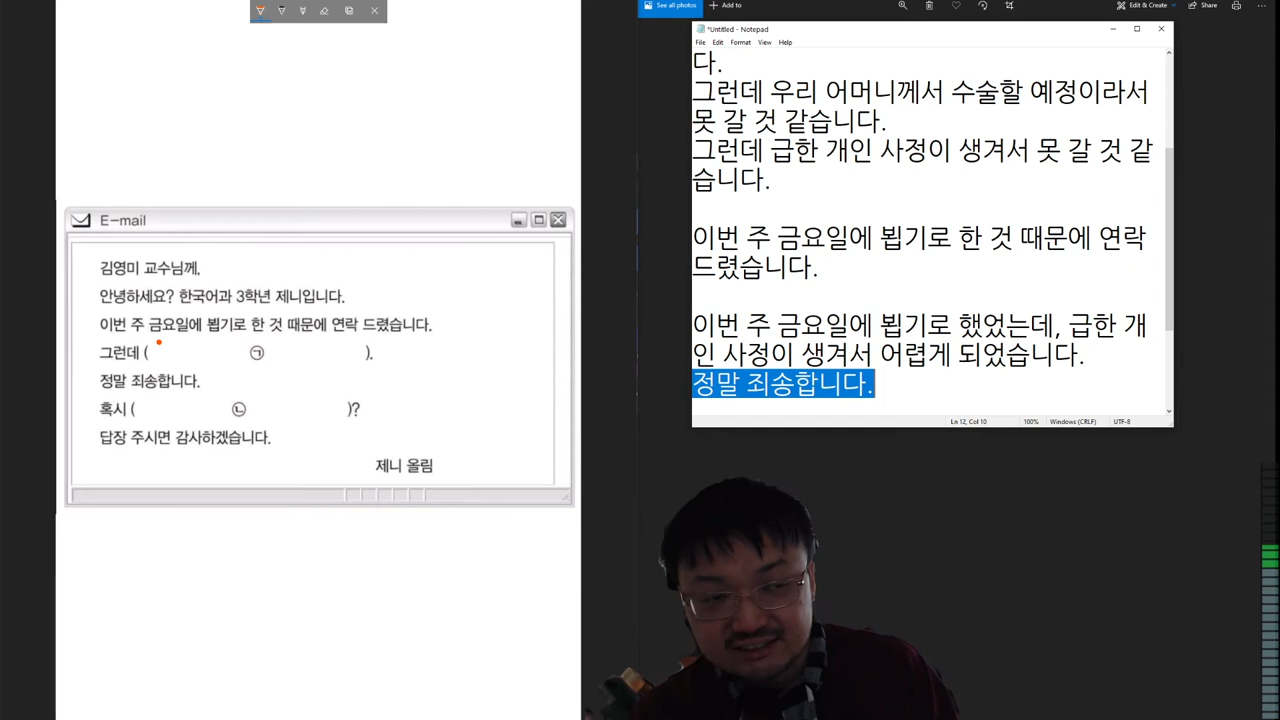 See all photos
Add to
Edit & Create
Share
E-mail
김영미 교수님께,
안녕하세요? 한국어과 3학년 제니입니다.
이번 주 금요일에 뵙기로 한 것 때문에 연락 드렸습니다.
그런데 ( ㉠ ).
정말 죄송합니다.
혹시 ( ㉡ )?
답장 주시면 감사하겠습니다.
제니 올림
*Untitled - Notepad
File Edit Format View Help
다.
그런데 우리 어머니께서 수술할 예정이라서
못 갈 것 같습니다.
그런데 급한 개인 사정이 생겨서 못 갈 것 같
습니다.
이번 주 금요일에 뵙기로 한 것 때문에 연락
드렸습니다.
이번 주 금요일에 뵙기로 했었는데, 급한 개
인 사정이 생겨서 어렵게 되었습니다.
정말 죄송합니다.
Ln 12, Col 10
100%
Windows (CRLF)
UTF-8